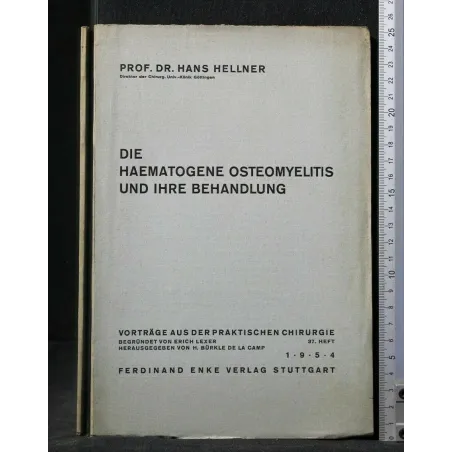 PROF. DR. HANS HELLNER
Direktor der Chirurg. Univ.-Klinik Göttingen
DIE
HAEMATOGENE OSTEOMYELITIS
UND IHRE BEHANDLUNG
VORTRÄGE AUS DER PRAKTISCHEN CHIRURGIE
BEGRÜNDET VON ERICH LEXER 37. HEFT
HERAUSGEGEBEN VON H. BÜRKLE DE LA CAMP
1 · 9 · 5 · 4
FERDINAND ENKE VERLAG STUTTGART